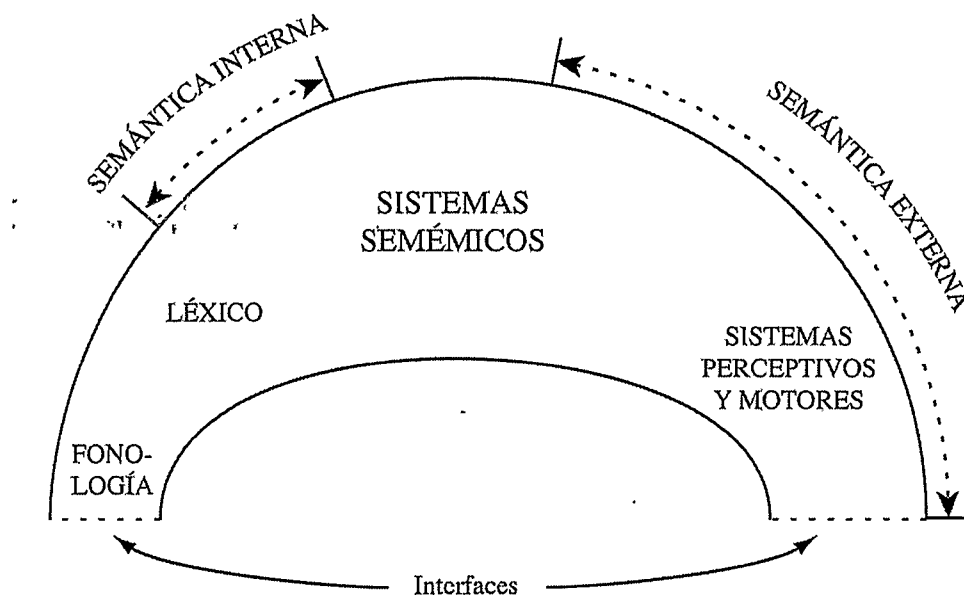 SEMÁNTICA INTERNA
SEMÁNTICA EXTERNA
SISTEMAS
SEMÉMICOS
LÉXICO
SISTEMAS
PERCEPTIVOS
Y MOTORES
FONO-
LOGÍA
Interfaces